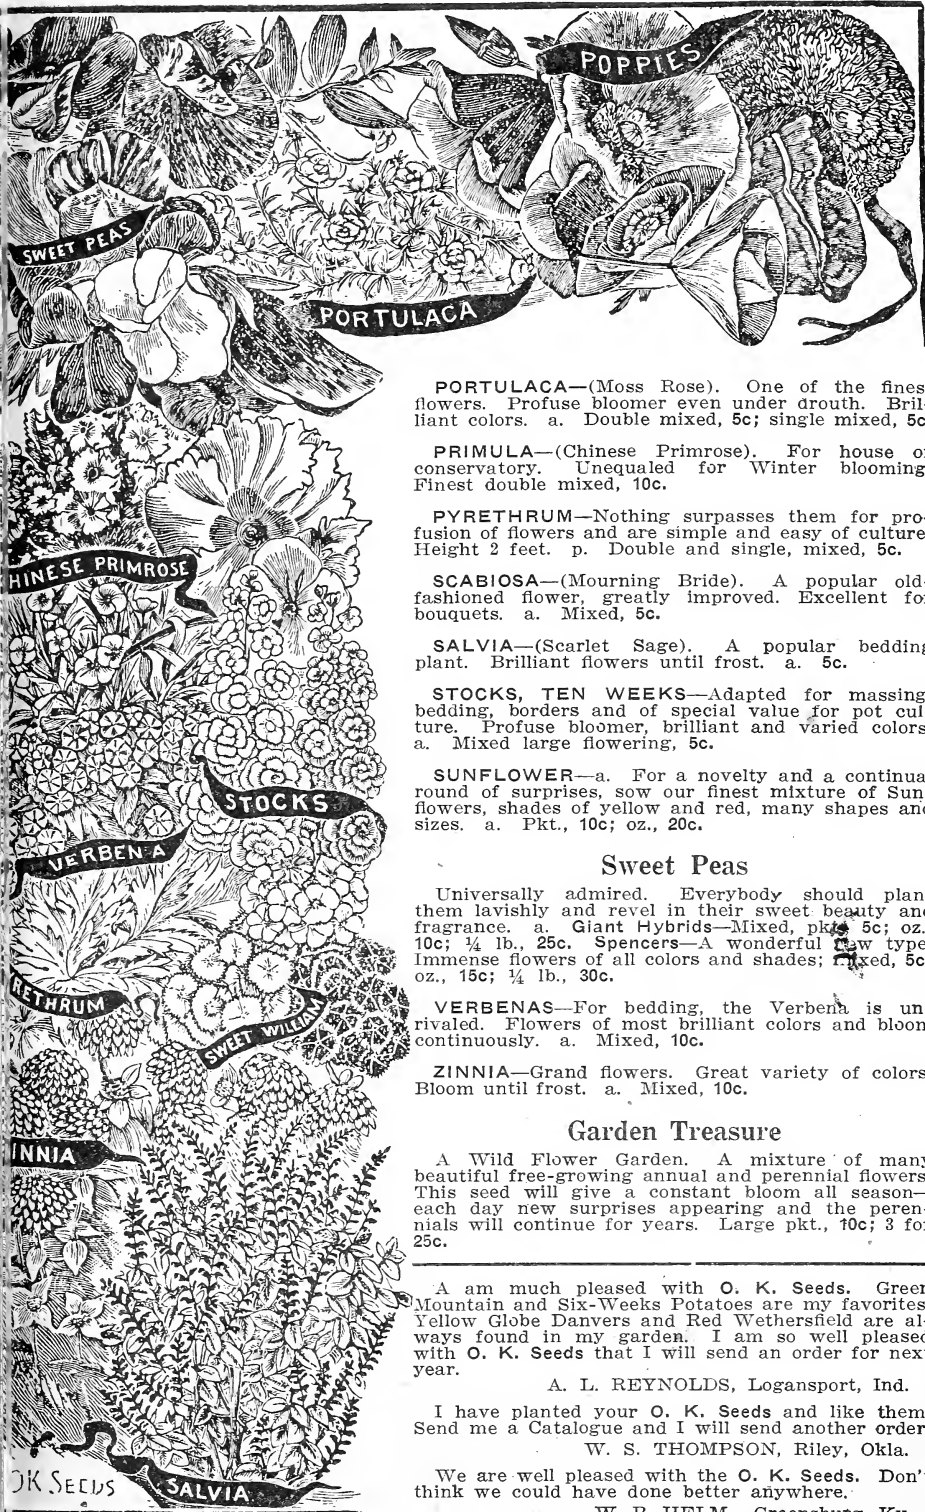 POPPIES
SWEET PEAS
PORTULACA
PORTULACA—(Moss Rose). One of the fines
flowers. Profuse bloomer even under drouth. Bril-
liant colors. a. Double mixed, 5c; single mixed, 5c
PRIMULA—(Chinese Primrose). For house o
conservatory. Unequaled for Winter blooming
Finest double mixed, 10c.
PYRETHRUM—Nothing surpasses them for pro-
fusion of flowers and are simple and easy of culture
Height 2 feet. p. Double and single, mixed, 5c.
SCABIOSA—(Mourning Bride). A popular old-
fashioned flower, greatly improved. Excellent fo
bouquets. a. Mixed, 5c.
SALVIA—(Scarlet Sage). A popular bedding
plant. Brilliant flowers until frost. a. 5c.
STOCKS, TEN WEEKS—Adapted for massing
bedding, borders and of special value for pot cul
ture. Profuse bloomer, brilliant and varied colors
a. Mixed large flowering, 5c.
SUNFLOWER—a. For a novelty and a continua
round of surprises, sow our finest mixture of Sun
flowers, shades of yellow and red, many shapes and
sizes. a. Pkt., 10c; oz., 20c.
Sweet Peas
Universally admired. Everybody should plan
them lavishly and revel in their sweet beauty and
fragrance. a. Giant Hybrids—Mixed, pkt., 5c; oz.
10c; ¼ lb., 25c. Spencers—A wonderful new type
Immense flowers of all colors and shades; mixed, 5c
oz., 15c; ¼ lb., 30c.
VERBENAS—For bedding, the Verbena is un
rivaled. Flowers of most brilliant colors and bloon
continuously. a. Mixed, 10c.
ZINNIA—Grand flowers. Great variety of colors
Bloom until frost. a. Mixed, 10c.
Garden Treasure
A Wild Flower Garden. A mixture of many
beautiful free-growing annual and perennial flowers
This seed will give a constant bloom all season—
each day new surprises appearing and the peren-
nials will continue for years. Large pkt., 10c; 3 fo
25c.
A am much pleased with O. K. Seeds. Green
Mountain and Six-Weeks Potatoes are my favorites
Yellow Globe Danvers and Red Wethersfield are al-
ways found in my garden. I am so well pleased
with O. K. Seeds that I will send an order for nex
year.
A. L. REYNOLDS, Logansport, Ind.
I have planted your O. K. Seeds and like them
Send me a Catalogue and I will send another order
W. S. THOMPSON, Riley, Okla.
We are well pleased with the O. K. Seeds. Don'
think we could have done better anywhere.
HINESE PRIMROSE
STOCKS
VERBENA
RETHRUM
SWEET WILLIAM
INNIA
OK SEEDS
SALVIA